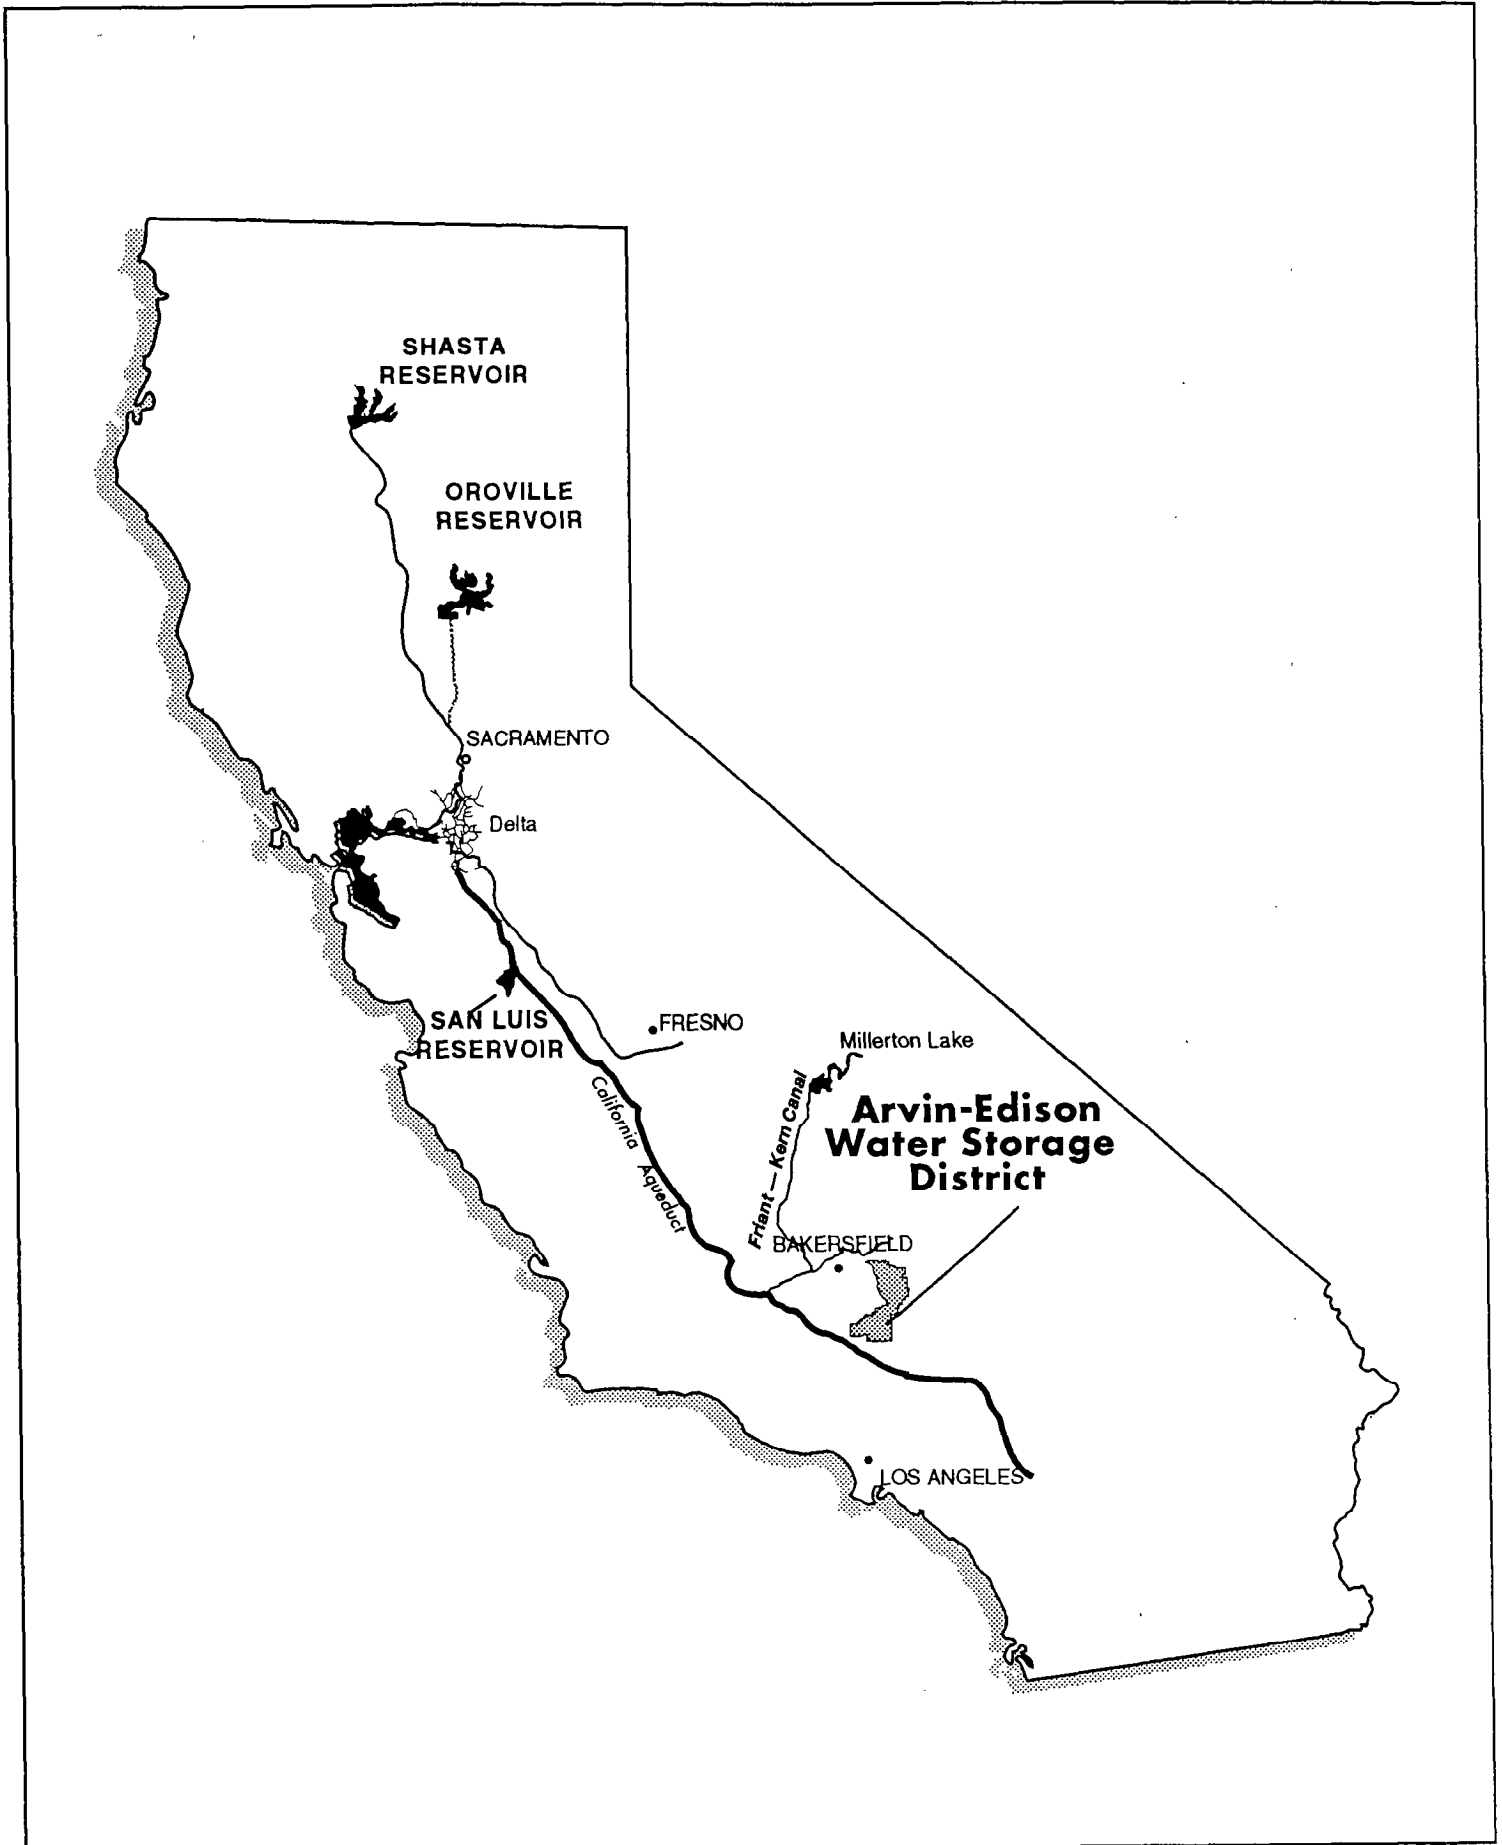 SHASTA
RESERVOIR
OROVILLE
RESERVOIR
SACRAMENTO
Delta
SAN LUIS
RESERVOIR
FRESNO
Millerton Lake
Friant — Kern Canal
California Aqueduct
Arvin-Edison
Water Storage
District
BAKERSFIELD
LOS ANGELES